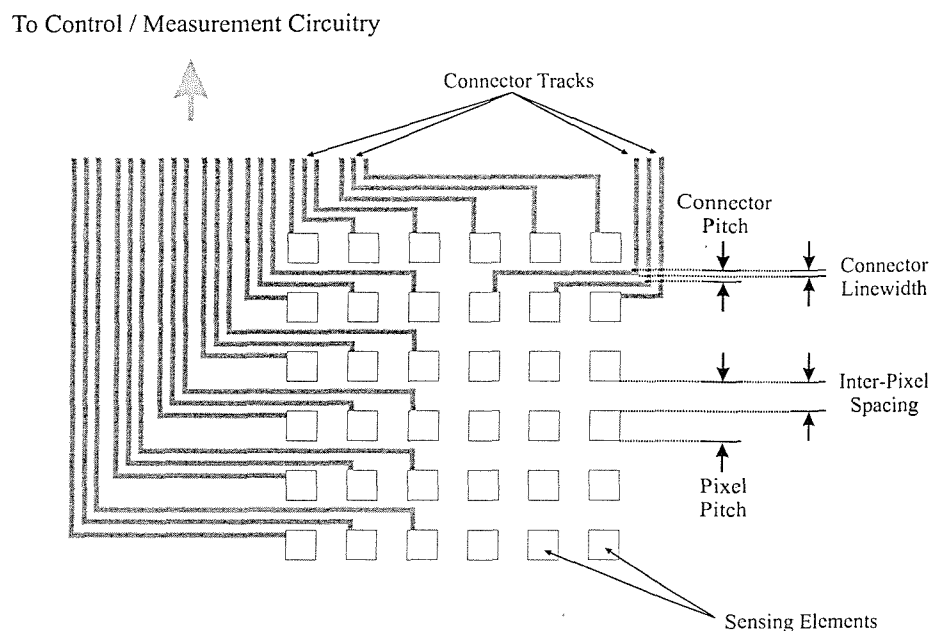 To Control / Measurement Circuitry
Connector Tracks
Connector
Pitch
Connector
Linewidth
Inter-Pixel
Spacing
Pixel
Pitch
Sensing Elements